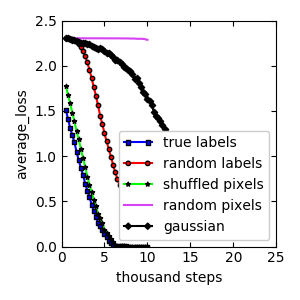 2.5
2.0
1.5
1.0
0.5
0.0
average_loss
0 5 10 15 20 25
thousand steps
true labels
random labels
shuffled pixels
random pixels
gaussian